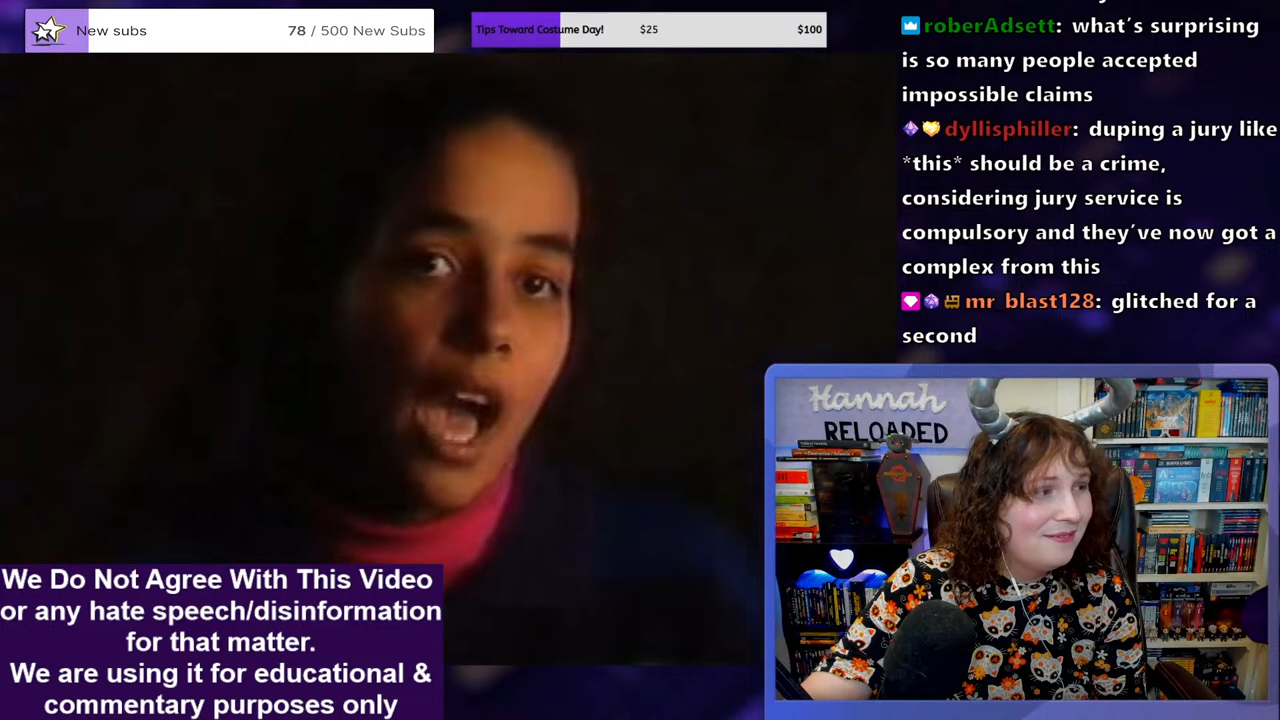 New subs
78 / 500 New Subs
Tips Toward Costume Day!
$25
$100
roberAdsett: what's surprising
is so many people accepted
impossible claims
dyllisphiller: duping a jury like
*this* should be a crime,
considering jury service is
compulsory and they've now got a
complex from this
mr_blast128: glitched for a
second
Hannah
RELOADED
We Do Not Agree With This Video
or any hate speech/disinformation
for that matter.
We are using it for educational &
commentary purposes only